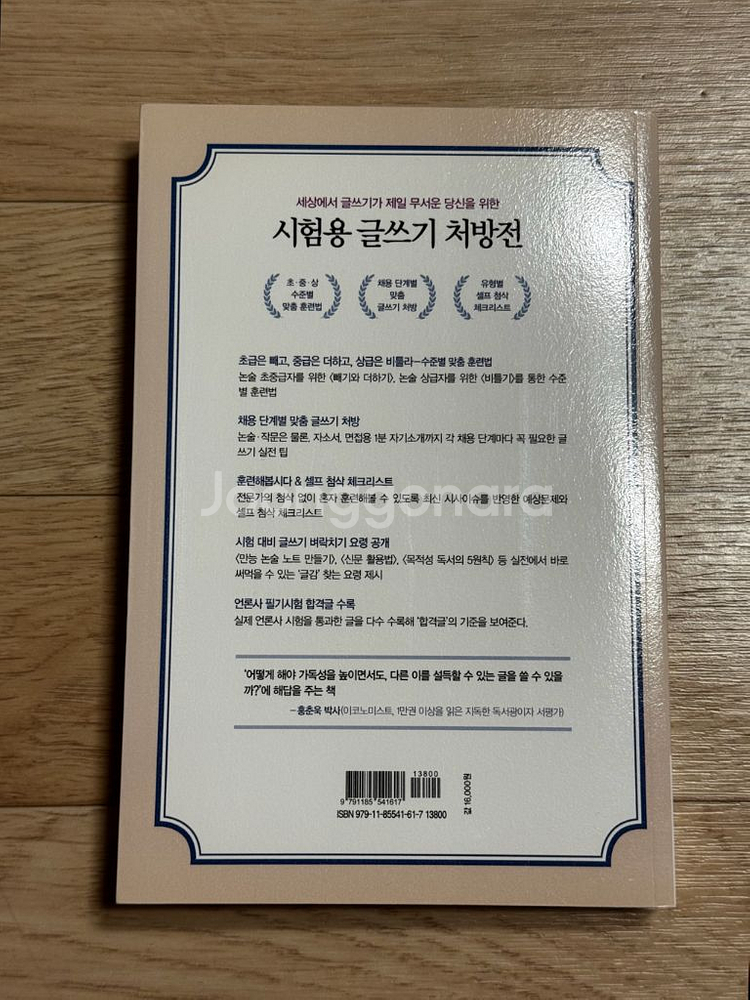 세상에서 글쓰기가 제일 무서운 당신을 위한
시험용 글쓰기 처방전
초·중·상
수준별
맞춤 훈련법
채용 단계별
맞춤
글쓰기 처방
유형별
셀프 첨삭
체크리스트
초급은 빼고, 중급은 더하고, 상급은 비틀라–수준별 맞춤 훈련법
논술 초중급자를 위한 〈빼기와 더하기〉, 논술 상급자를 위한 〈비틀기〉를 통한 수준
별 훈련법
채용 단계별 맞춤 글쓰기 처방
논술·작문은 물론, 자소서, 면접용 1분 자기소개까지 각 채용 단계마다 꼭 필요한 글
쓰기 실전 팁
훈련해봅시다 & 셀프 첨삭 체크리스트
전문가의 첨삭 없이 혼자 훈련해볼 수 있도록 최신 시사이슈를 반영한 예상문제와
셀프 첨삭 체크리스트
Joonggonara
시험 대비 글쓰기 벼락치기 요령 공개
〈만능 논술 노트 만들기〉, 〈신문 활용법〉, 〈목적성 독서의 5원칙〉 등 실전에서 바로
써먹을 수 있는 '글감' 찾는 요령 제시
언론사 필기시험 합격글 수록
실제 언론사 시험을 통과한 글을 다수 수록해 '합격글'의 기준을 보여준다.
'어떻게 해야 가독성을 높이면서도, 다른 이를 설득할 수 있는 글을 쓸 수 있을
까?'에 해답을 주는 책
–홍춘욱 박사(이코노미스트, 1만권 이상을 읽은 지독한 독서광이자 서평가)
13800
9 791185 541617
값 16,000원
ISBN 979-11-85541-61-7 13800